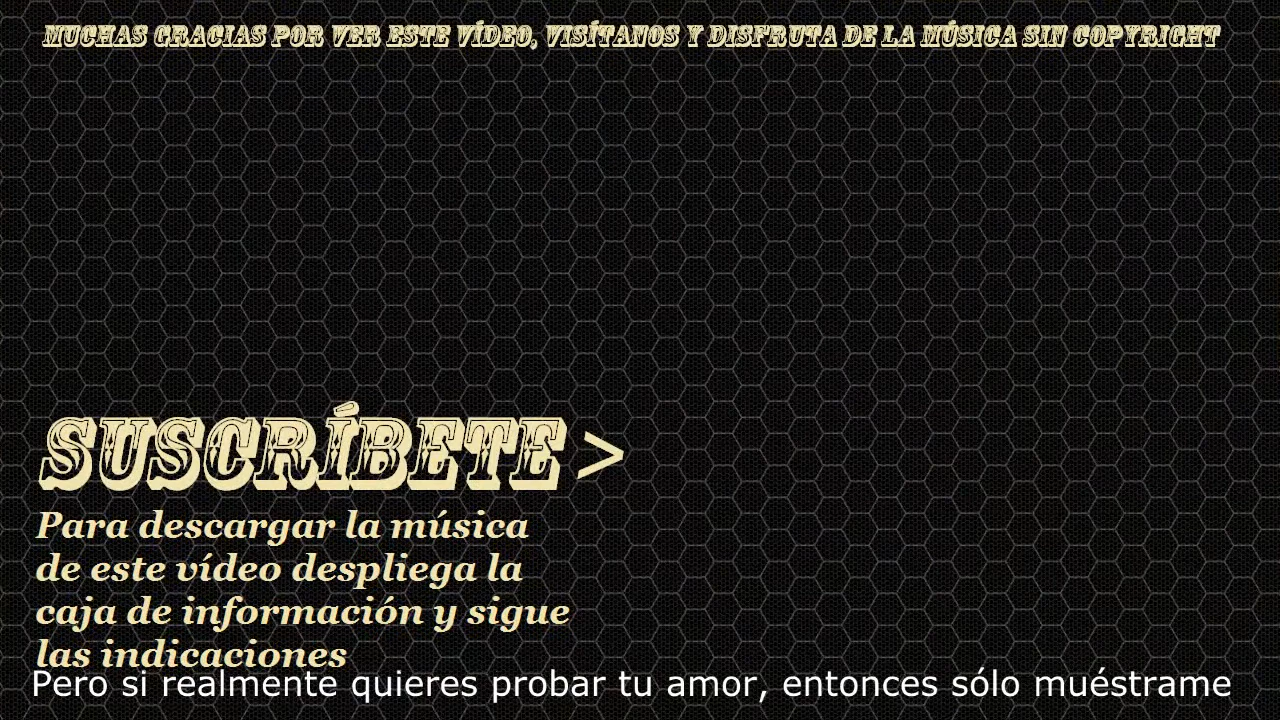 MUCHAS GRACIAS POR VER ESTE VÍDEO, VISÍTANOS Y DISFRUTA DE LA MÚSICA SIN COPYRIGHT
SUSCRÍBETE >
Para descargar la música
de este vídeo despliega la
caja de información y sigue
las indicaciones
Pero si realmente quieres probar tu amor, entonces sólo muéstrame